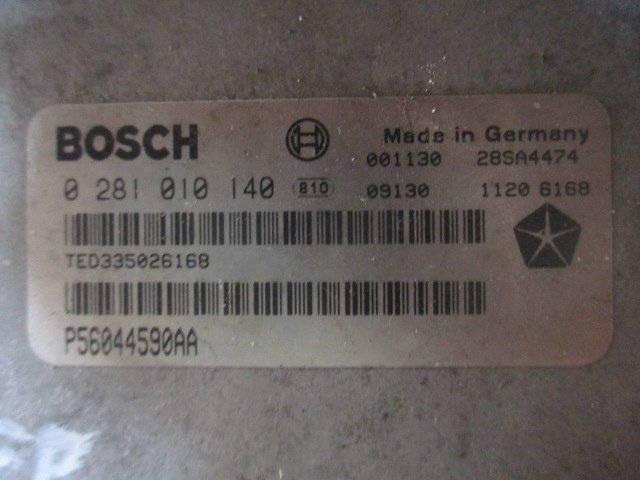 BOSCH
Made in Germany
001130 28SA4474
0 281 010 140 810 09130 1120 6168
TED335026168
P56044590AA